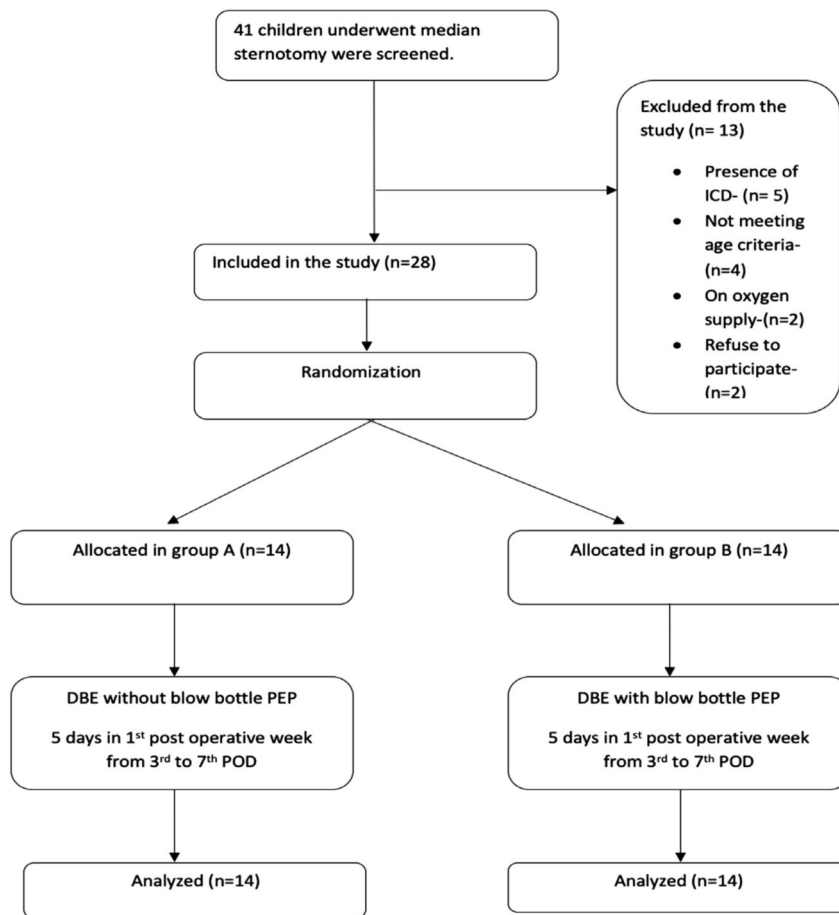 41 children underwent median
sternotomy were screened.
Excluded from the
study (n= 13)
• Presence of
ICD- (n= 5)
• Not meeting
age criteria-
(n=4)
• On oxygen
supply-(n=2)
• Refuse to
participate-
(n=2)
Included in the study (n=28)
Randomization
Allocated in group A (n=14)
Allocated in group B (n=14)
DBE without blow bottle PEP
5 days in 1st post operative week
from 3rd to 7th POD
DBE with blow bottle PEP
5 days in 1st post operative week
from 3rd to 7th POD
Analyzed (n=14)
Analyzed (n=14)